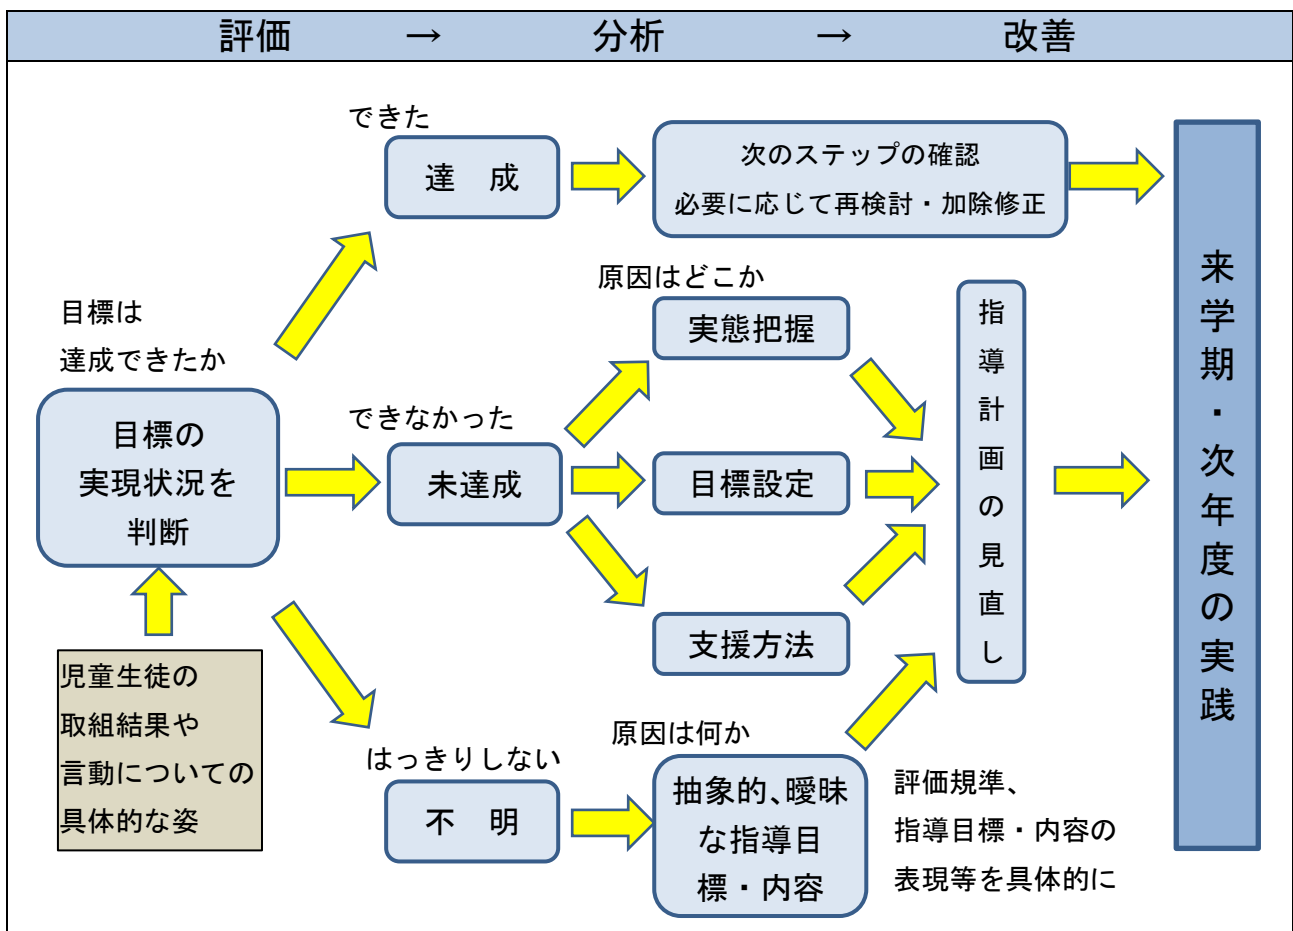 評価 → 分析 → 改善
できた
達 成
次のステップの確認
必要に応じて再検討・加除修正
目標は
達成できたか
目標の
実現状況を
判断
児童生徒の
取組結果や
言動についての
具体的な姿
できなかった
未達成
原因はどこか
実態把握
目標設定
支援方法
はっきりしない
不 明
原因は何か
抽象的、曖昧
な指導目
標・内容
指導計画の見直し
評価規準、
指導目標・内容の
表現等を具体的に
来学期・次年度の実践